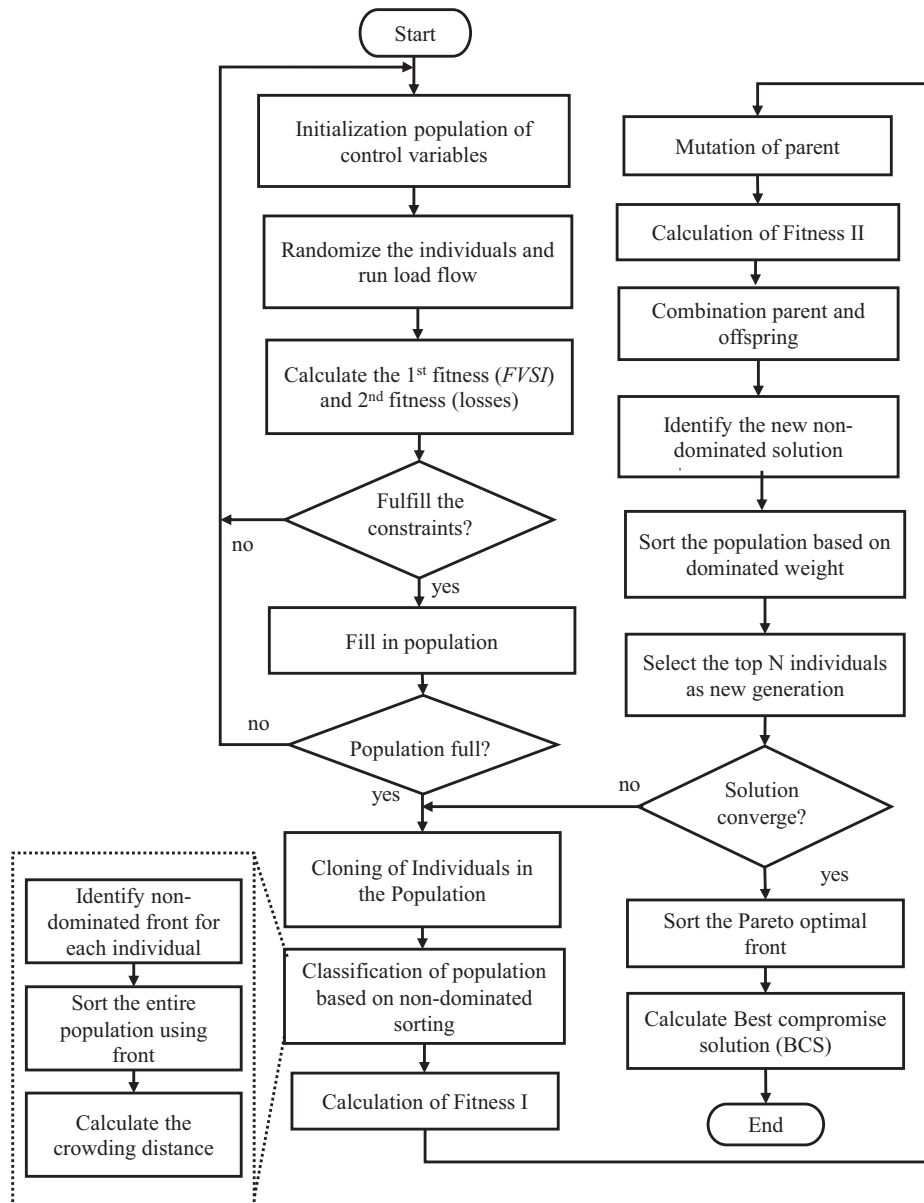 Start
Initialization population of
control variables
Randomize the individuals and
run load flow
Calculate the 1st fitness (FVSI)
and 2nd fitness (losses)
Fulfill the
constraints?
no
yes
Fill in population
no
Population full?
yes
Cloning of Individuals in
the Population
Classification of population
based on non-dominated
sorting
Calculation of Fitness I
Identify non-
dominated front for
each individual
Sort the entire
population using
front
Calculate the
crowding distance
Mutation of parent
Calculation of Fitness II
Combination parent and
offspring
Identify the new non-
dominated solution
Sort the population based on
dominated weight
Select the top N individuals
as new generation
no
Solution
converge?
yes
Sort the Pareto optimal
front
Calculate Best compromise
solution (BCS)
End